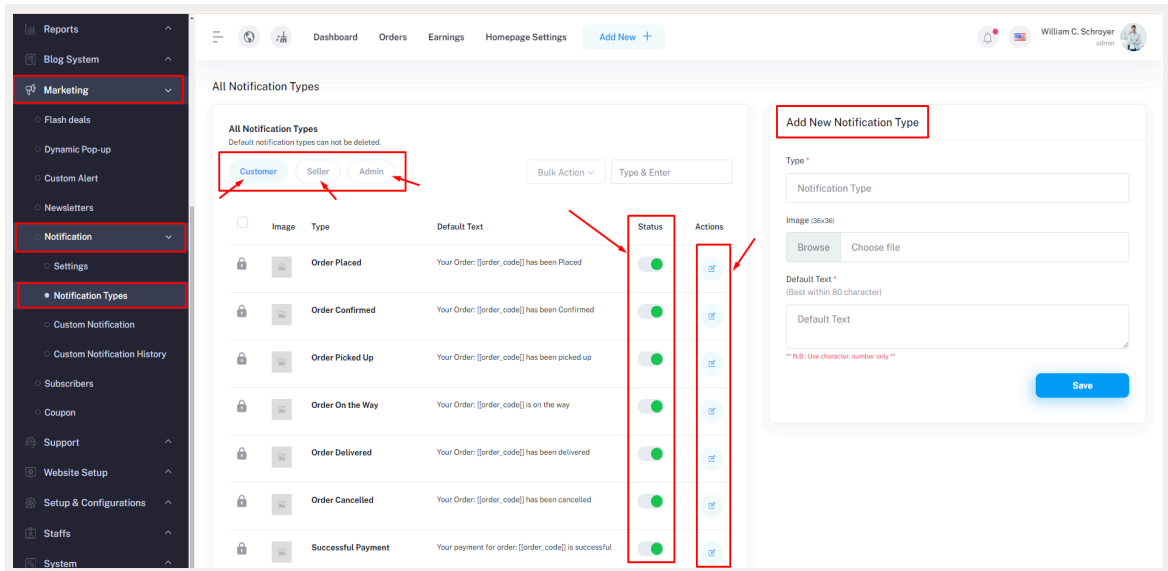 Reports
Blog System
Marketing
Flash deals
Dynamic Pop-up
Custom Alert
Newsletters
Notification
Settings
Notification Types
Custom Notification
Custom Notification History
Subscribers
Coupon
Support
Website Setup
Setup & Configurations
Staffs
System
Dashboard Orders Earnings Homepage Settings Add New +
William C. Schroyer
admin
All Notification Types
All Notification Types
Default notification types can not be deleted.
Customer Seller Admin
Bulk Action Type & Enter
Image Type Default Text Status Actions
Order Placed Your Order: [[order_code]] has been Placed
Order Confirmed Your Order: [[order_code]] has been Confirmed
Order Picked Up Your Order: [[order_code]] has been picked up
Order On the Way Your Order: [[order_code]] is on the way
Order Delivered Your Order: [[order_code]] has been delivered
Order Cancelled Your Order: [[order_code]] has been cancelled
Successful Payment Your payment for order: [[order_code]] is successful
Add New Notification Type
Type *
Notification Type
Image (36x36)
Browse Choose file
Default Text *
(Best within 80 character)
Default Text
** N.B : Use character, number only **
Save